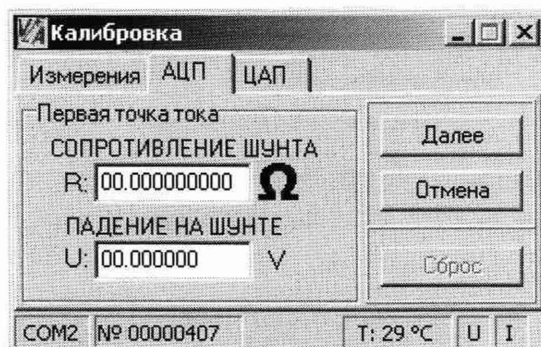 Калибровка
Измерения АЦП ЦАП
Первая точка тока
СОПРОТИВЛЕНИЕ ШУНТА
R: 00.000000000 Ω
ПАДЕНИЕ НА ШУНТЕ
U: 00.000000 V
Далее
Отмена
Сброс
COM2 № 00000407 T: 29 °C U I